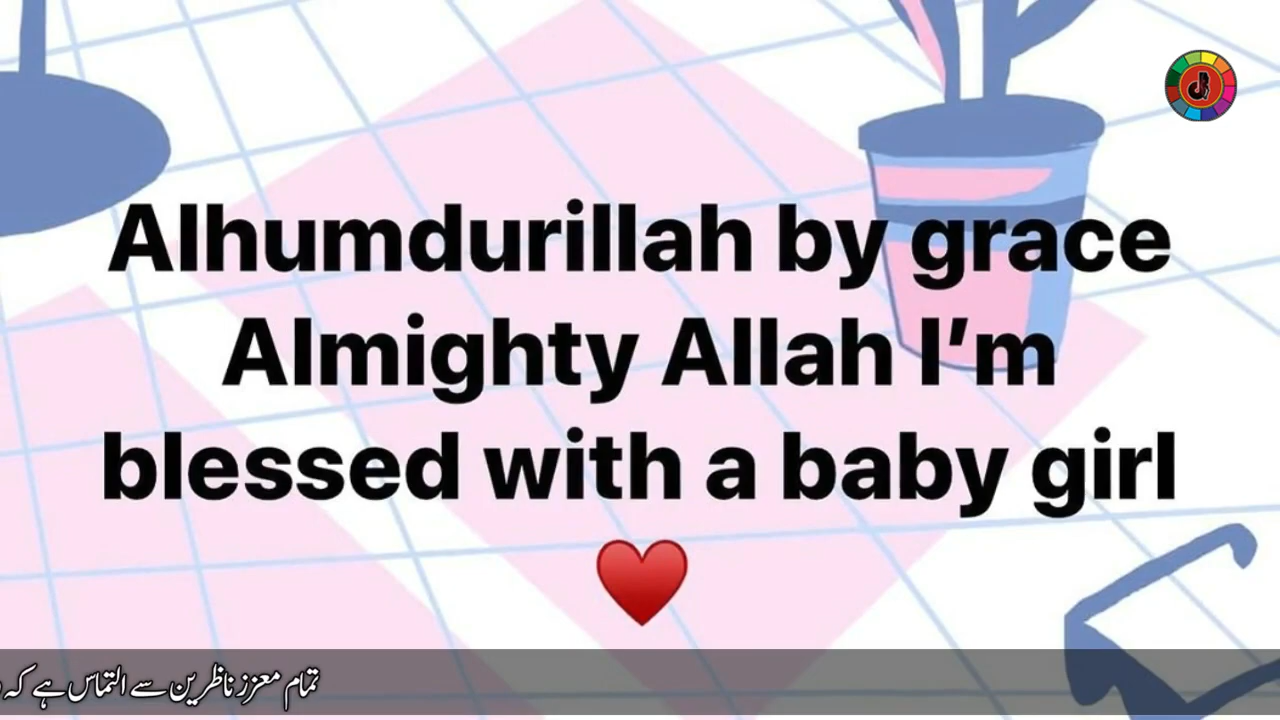 Alhumdurillah by grace
Almighty Allah I’m
blessed with a baby girl
❤️
تمام معزز ناظرین سے التماس ہے کہ